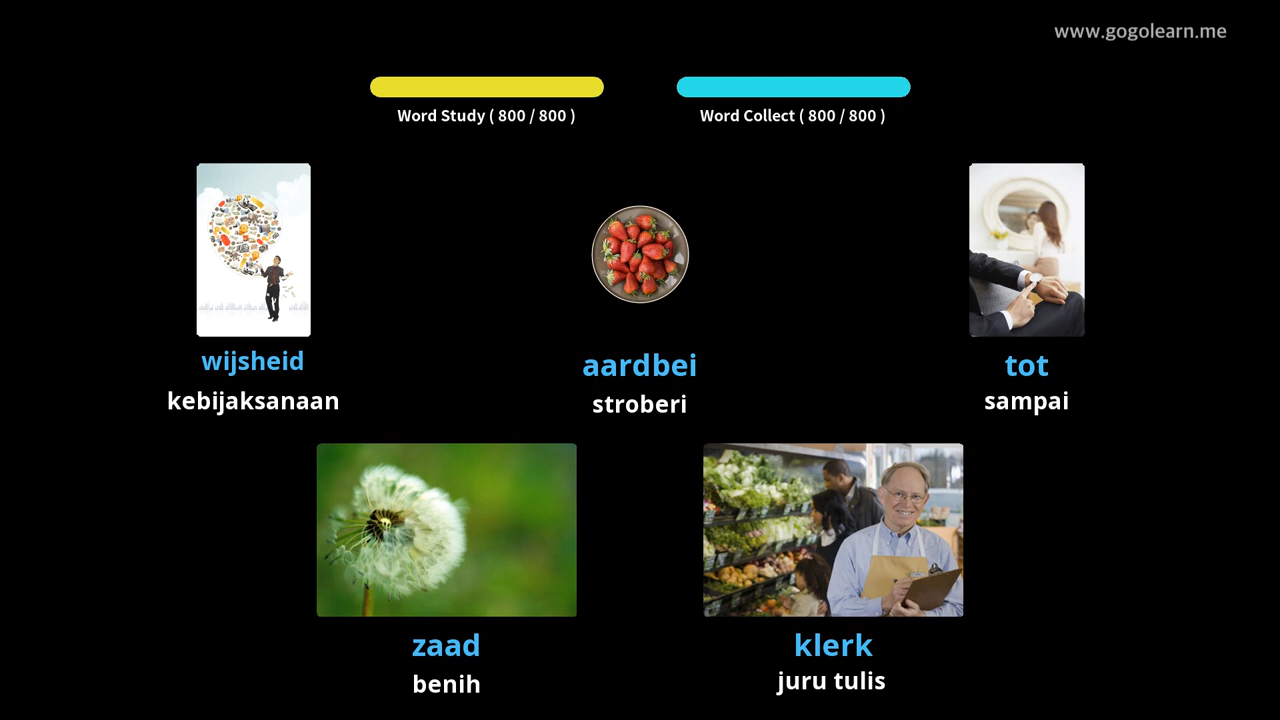 www.gogolearn.me
Word Study ( 800 / 800 )
Word Collect ( 800 / 800 )
wijsheid
kebijaksanaan
aardbei
stroberi
tot
sampai
zaad
benih
klerk
juru tulis